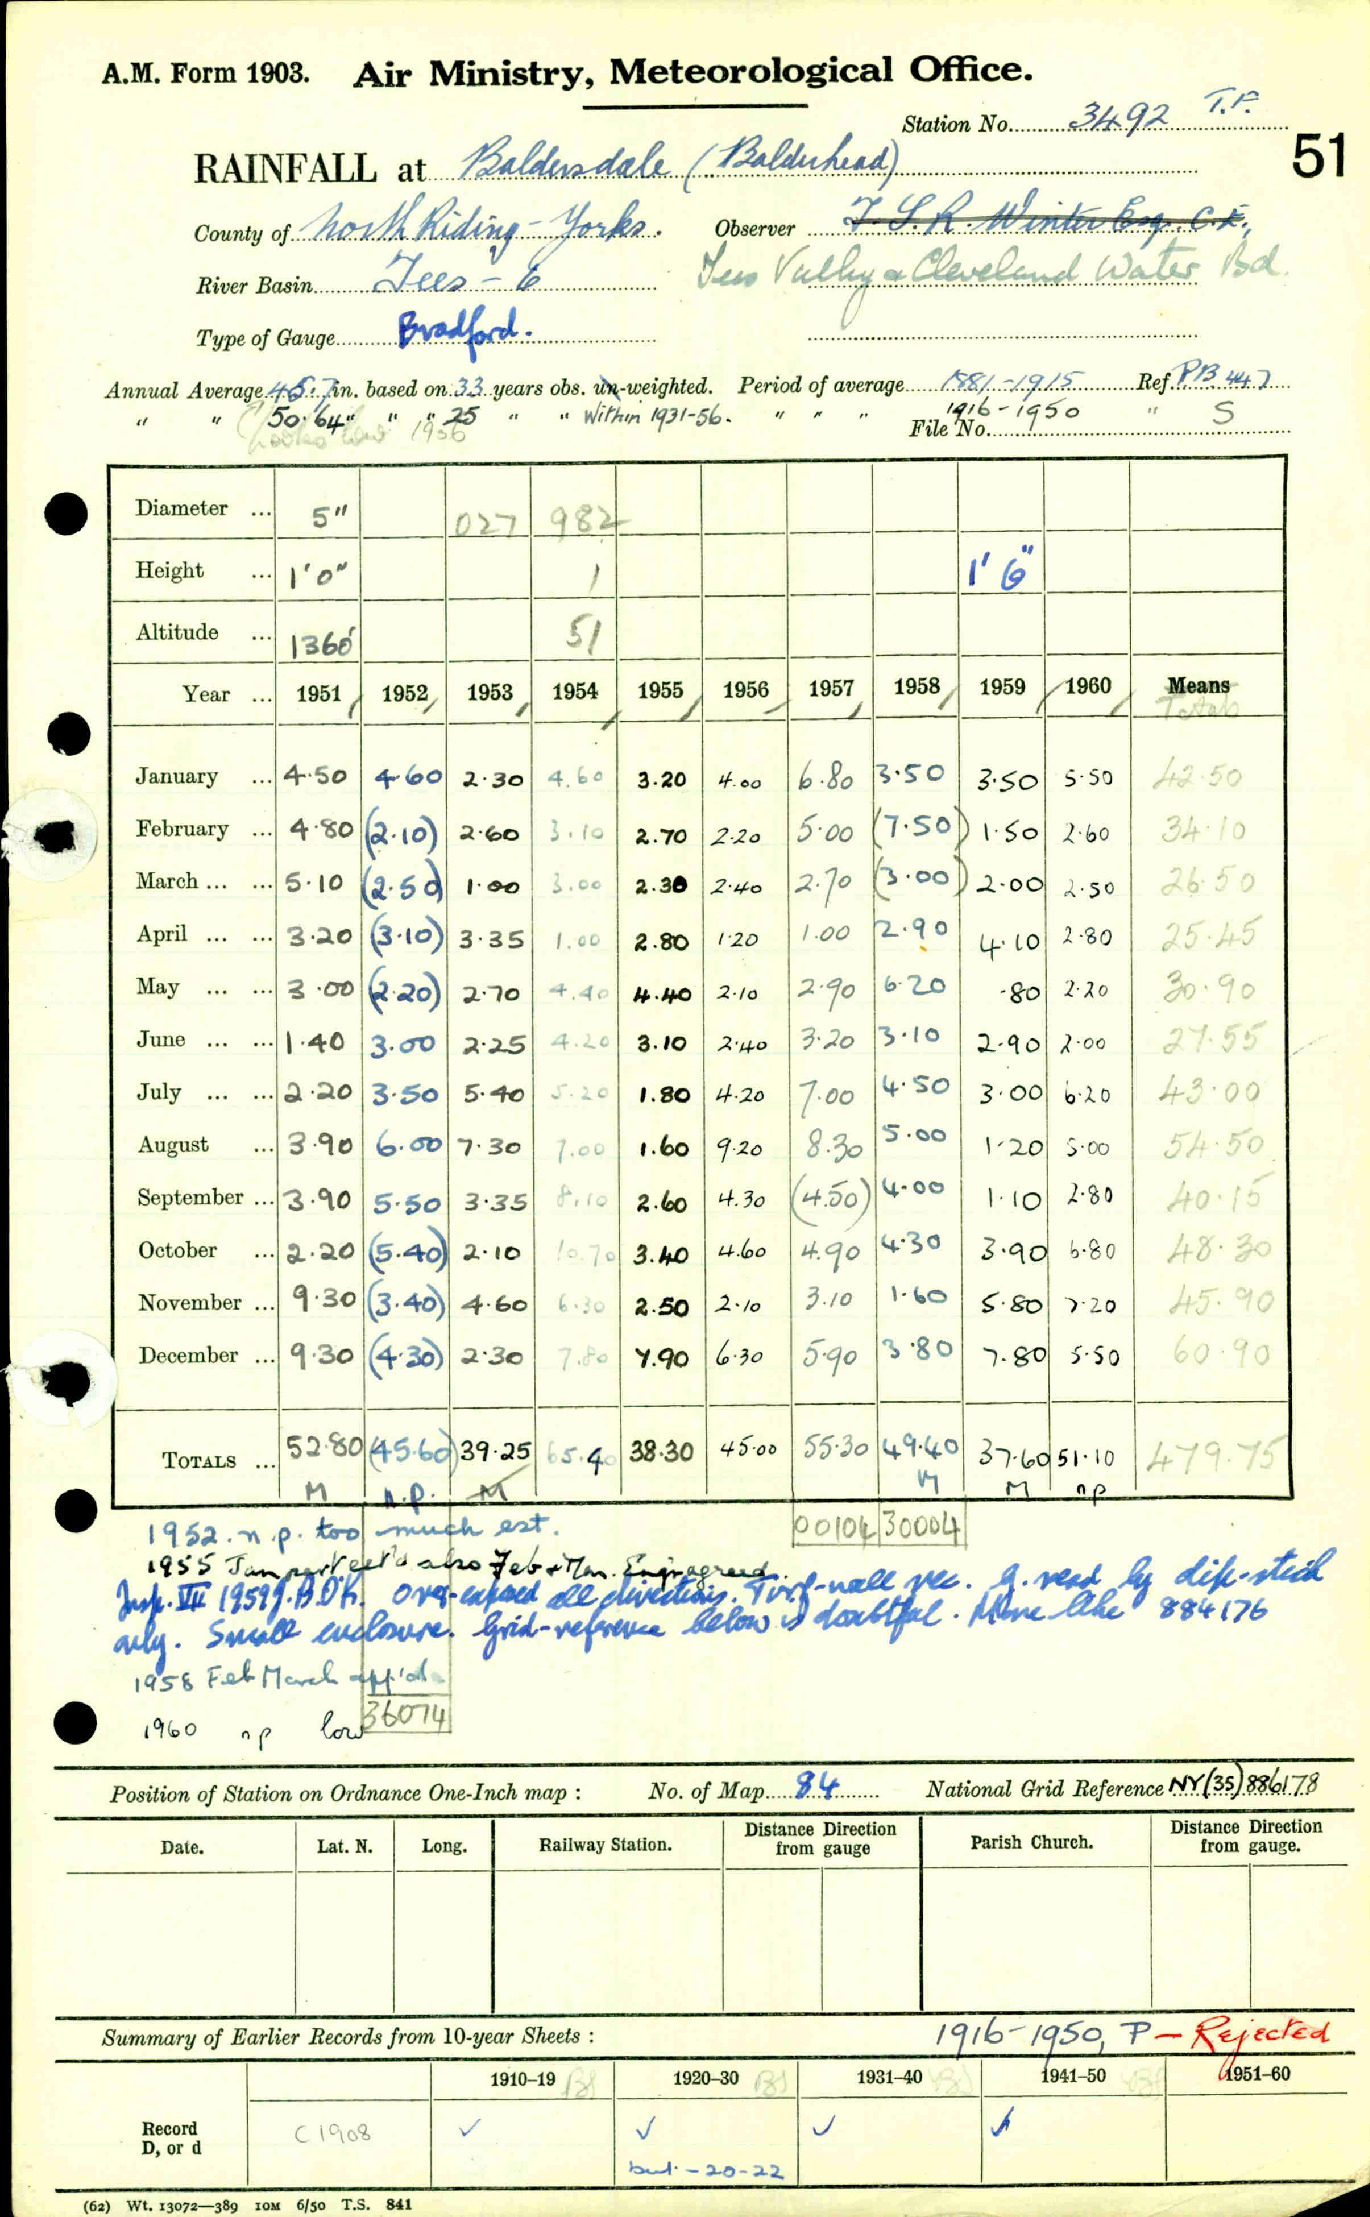 A.M. Form 1903. Air Ministry, Meteorological Office.
Station No. 3492 T.F.
51
RAINFALL at Baldersdale (Balderhead)
County of North Riding - Yorks. Observer F. S. R. Winter Esq. C.E.,
River Basin Tees - 6 Tees Valley & Cleveland Water Bd.
Type of Gauge Bradford.
Annual Average 45.7 in. based on 33 years obs. un-weighted. Period of average 1881-1915 Ref. PB 447
" " 50.64" " " 25 " " Within 1931-56. " " " 1916-1950 " S
looks low 1956 File No.
Diameter ... 5" 027 982
Height ... 1'0" 1 1' 6"
Altitude ... 1360' 51
Year ... 1951 1952 1953 1954 1955 1956 1957 1958 1959 1960 Means
Totals
January ... 4.50 4.60 2.30 4.60 3.20 4.00 6.80 3.50 3.50 5.50 42.50
February ... 4.80 (2.10) 2.60 3.10 2.70 2.20 5.00 (7.50) 1.50 2.60 34.10
March ... ... 5.10 (2.50) 1.00 3.00 2.30 2.40 2.70 (3.00) 2.00 2.50 26.50
April ... ... 3.20 (3.10) 3.35 1.00 2.80 1.20 1.00 2.90 4.10 2.80 25.45
May ... ... 3.00 (2.20) 2.70 4.40 4.40 2.10 2.90 6.20 .80 2.20 30.90
June ... ... 1.40 3.00 2.25 4.20 3.10 2.40 3.20 3.10 2.90 2.00 27.55
July ... ... 2.20 3.50 5.40 5.20 1.80 4.20 7.00 4.50 3.00 6.20 43.00
August ... 3.90 6.00 7.30 7.00 1.60 9.20 8.30 5.00 1.20 5.00 54.50
September ... 3.90 5.50 3.35 8.10 2.60 4.30 (4.50) 4.00 1.10 2.80 40.15
October ... 2.20 (5.40) 2.10 10.70 3.40 4.60 4.90 4.30 3.90 6.80 48.30
November ... 9.30 (3.40) 4.60 6.30 2.50 2.10 3.10 1.60 5.80 7.20 45.90
December ... 9.30 (4.30) 2.30 7.80 7.90 6.30 5.90 3.80 7.80 5.50 60.90
TOTALS ... 52.80 (45.60) 39.25 65.40 38.30 45.00 55.30 49.40 37.60 51.10 479.75
M n.p. M M M np
00104 30004
1952. n.p. too much est.
1955 Jan part est'd also Feb & Mar. Eng. agreed.
Insp. VII 1959 J.B.D.K. Over-exposed all directions. Turf-wall rec. G. read by dip-stick
only. Small enclosure. Grid-reference below is doubtful. More like 884176
1958 Feb March app'd
1960 np low 36074
Position of Station on Ordnance One-Inch map : No. of Map 84 National Grid Reference NY(35)886178
Date. Lat. N. Long. Railway Station. Distance Direction from gauge Parish Church. Distance Direction from gauge.
Summary of Earlier Records from 10-year Sheets : 1916-1950, P - Rejected
1910–19 1920–30 1931–40 1941–50 1951–60
Record D, or d C1908 ✓ ✓ ✓ ✓
but - 20-22
(62) Wt. 13072—389 10M 6/50 T.S. 841